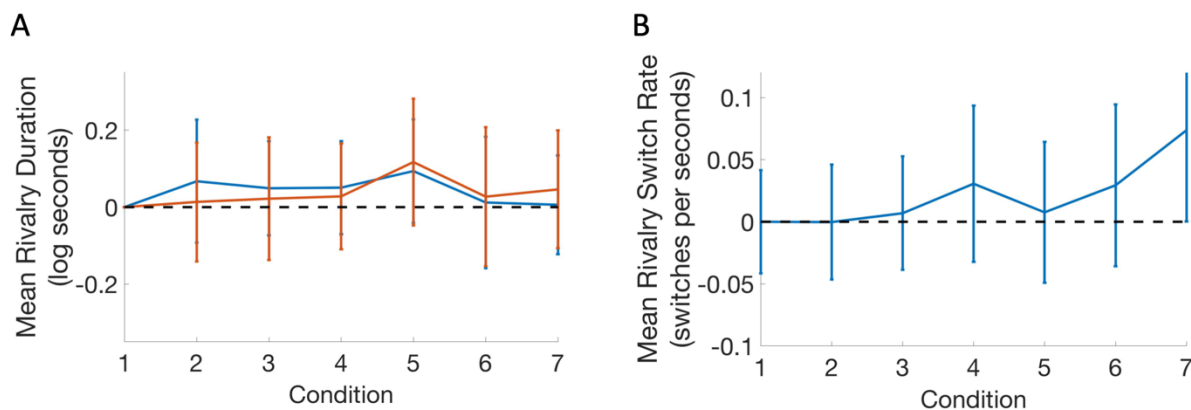 A
Mean Rivalry Duration
(log seconds)
0.2
0
-0.2
1 2 3 4 5 6 7
Condition
B
Mean Rivalry Switch Rate
(switches per seconds)
0.1
0.05
0
-0.05
-0.1
1 2 3 4 5 6 7
Condition